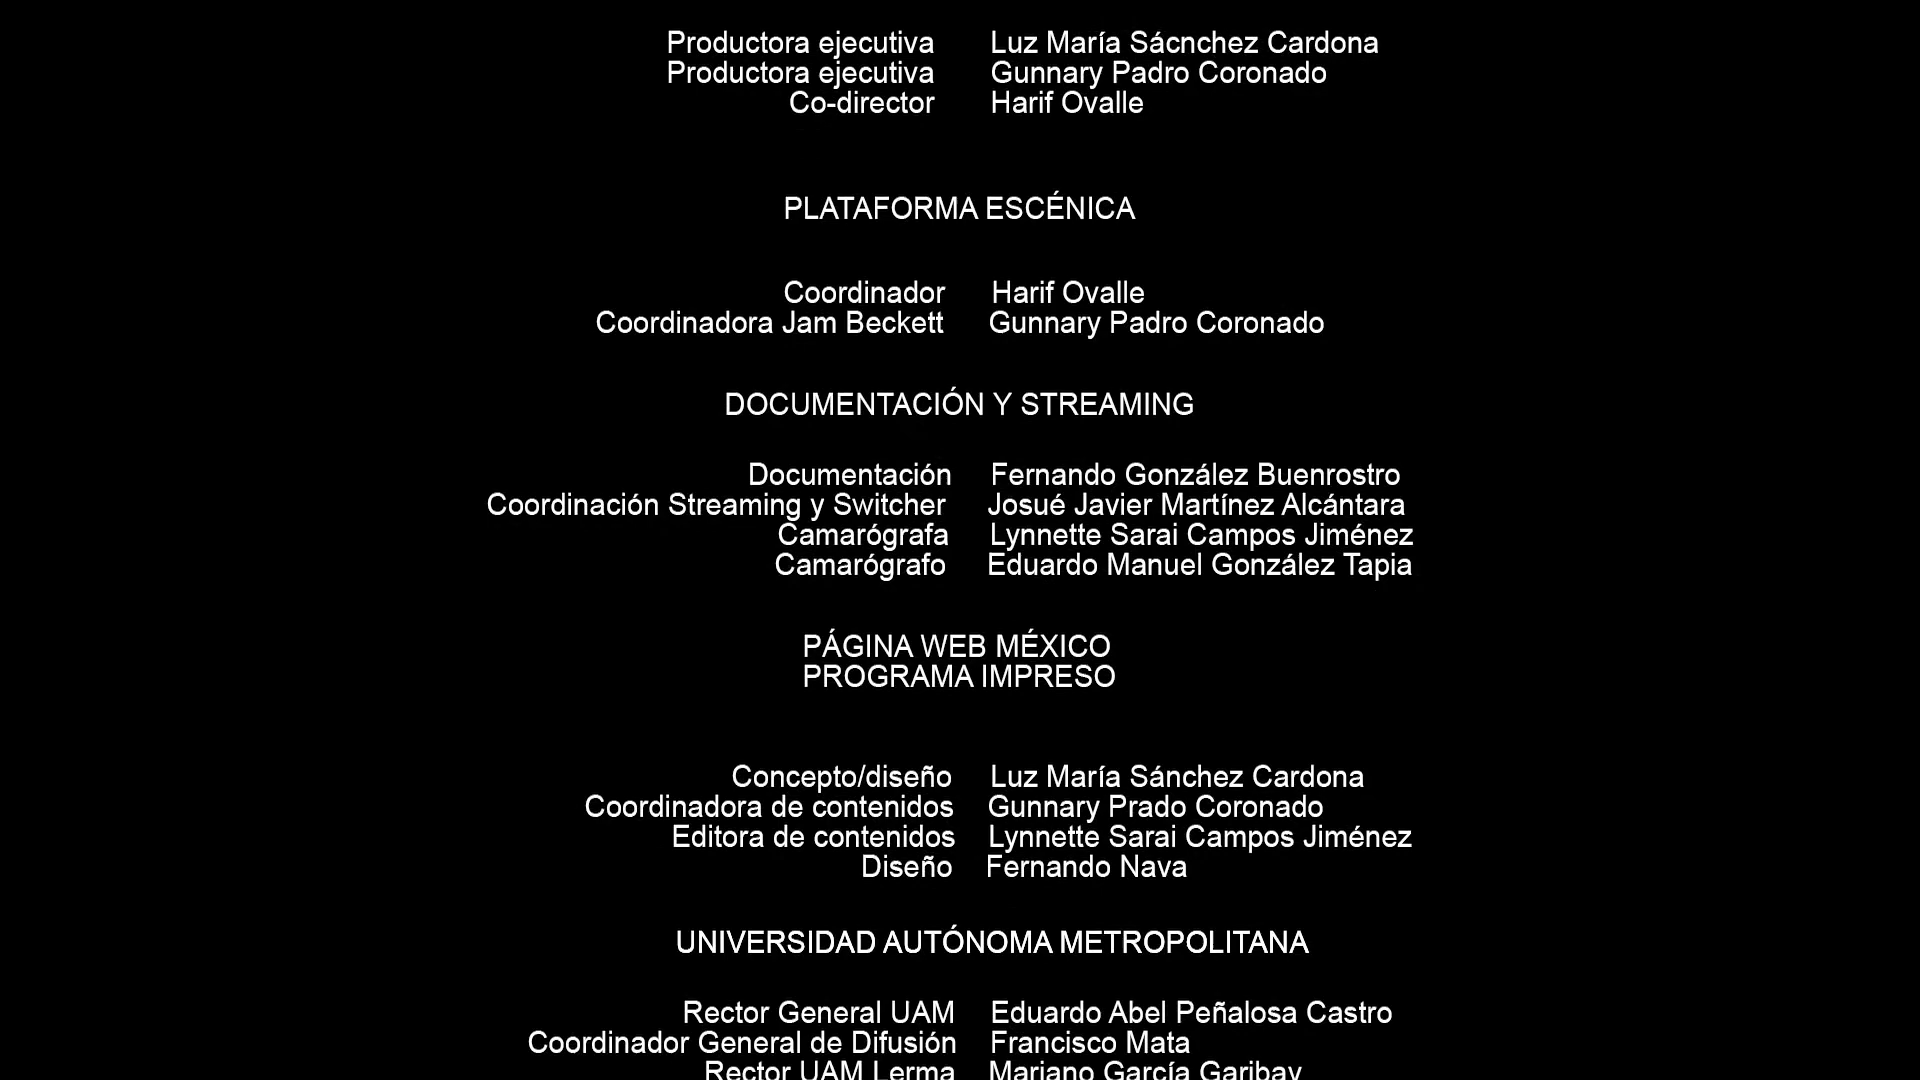 Productora ejecutiva Luz María Sácnchez Cardona
Productora ejecutiva Gunnary Padro Coronado
Co-director Harif Ovalle
PLATAFORMA ESCÉNICA
Coordinador Harif Ovalle
Coordinadora Jam Beckett Gunnary Padro Coronado
DOCUMENTACIÓN Y STREAMING
Documentación Fernando González Buenrostro
Coordinación Streaming y Switcher Josué Javier Martínez Alcántara
Camarógrafa Lynnette Sarai Campos Jiménez
Camarógrafo Eduardo Manuel González Tapia
PÁGINA WEB MÉXICO
PROGRAMA IMPRESO
Concepto/diseño Luz María Sánchez Cardona
Coordinadora de contenidos Gunnary Prado Coronado
Editora de contenidos Lynnette Sarai Campos Jiménez
Diseño Fernando Nava
UNIVERSIDAD AUTÓNOMA METROPOLITANA
Rector General UAM Eduardo Abel Peñalosa Castro
Coordinador General de Difusión Francisco Mata
Rector UAM Lerma Mariano García Garibay